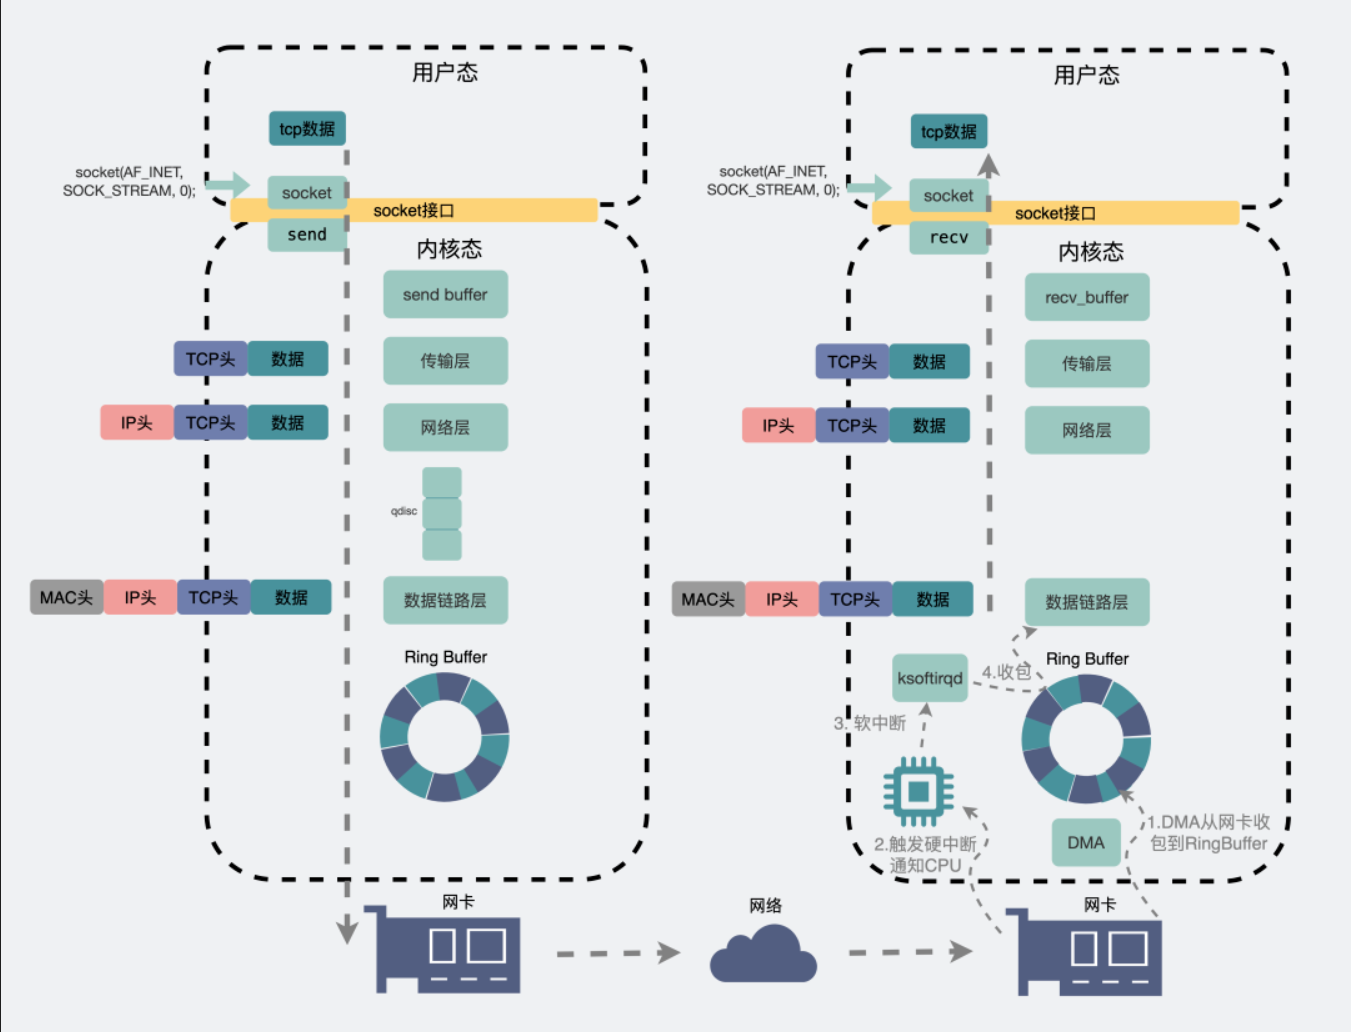 用户态
tcp数据
socket(AF_INET,
SOCK_STREAM, 0);
socket
socket接口
send
内核态
send buffer
TCP头 数据
传输层
IP头 TCP头 数据
网络层
qdisc
MAC头 IP头 TCP头 数据
数据链路层
Ring Buffer
网卡
网络
用户态
tcp数据
socket(AF_INET,
SOCK_STREAM, 0);
socket
socket接口
recv
内核态
recv_buffer
TCP头 数据
传输层
IP头 TCP头 数据
网络层
MAC头 IP头 TCP头 数据
数据链路层
ksoftirqd
4.收包
Ring Buffer
3. 软中断
1.DMA从网卡收
包到RingBuffer
2.触发硬中断
通知CPU
DMA
网卡